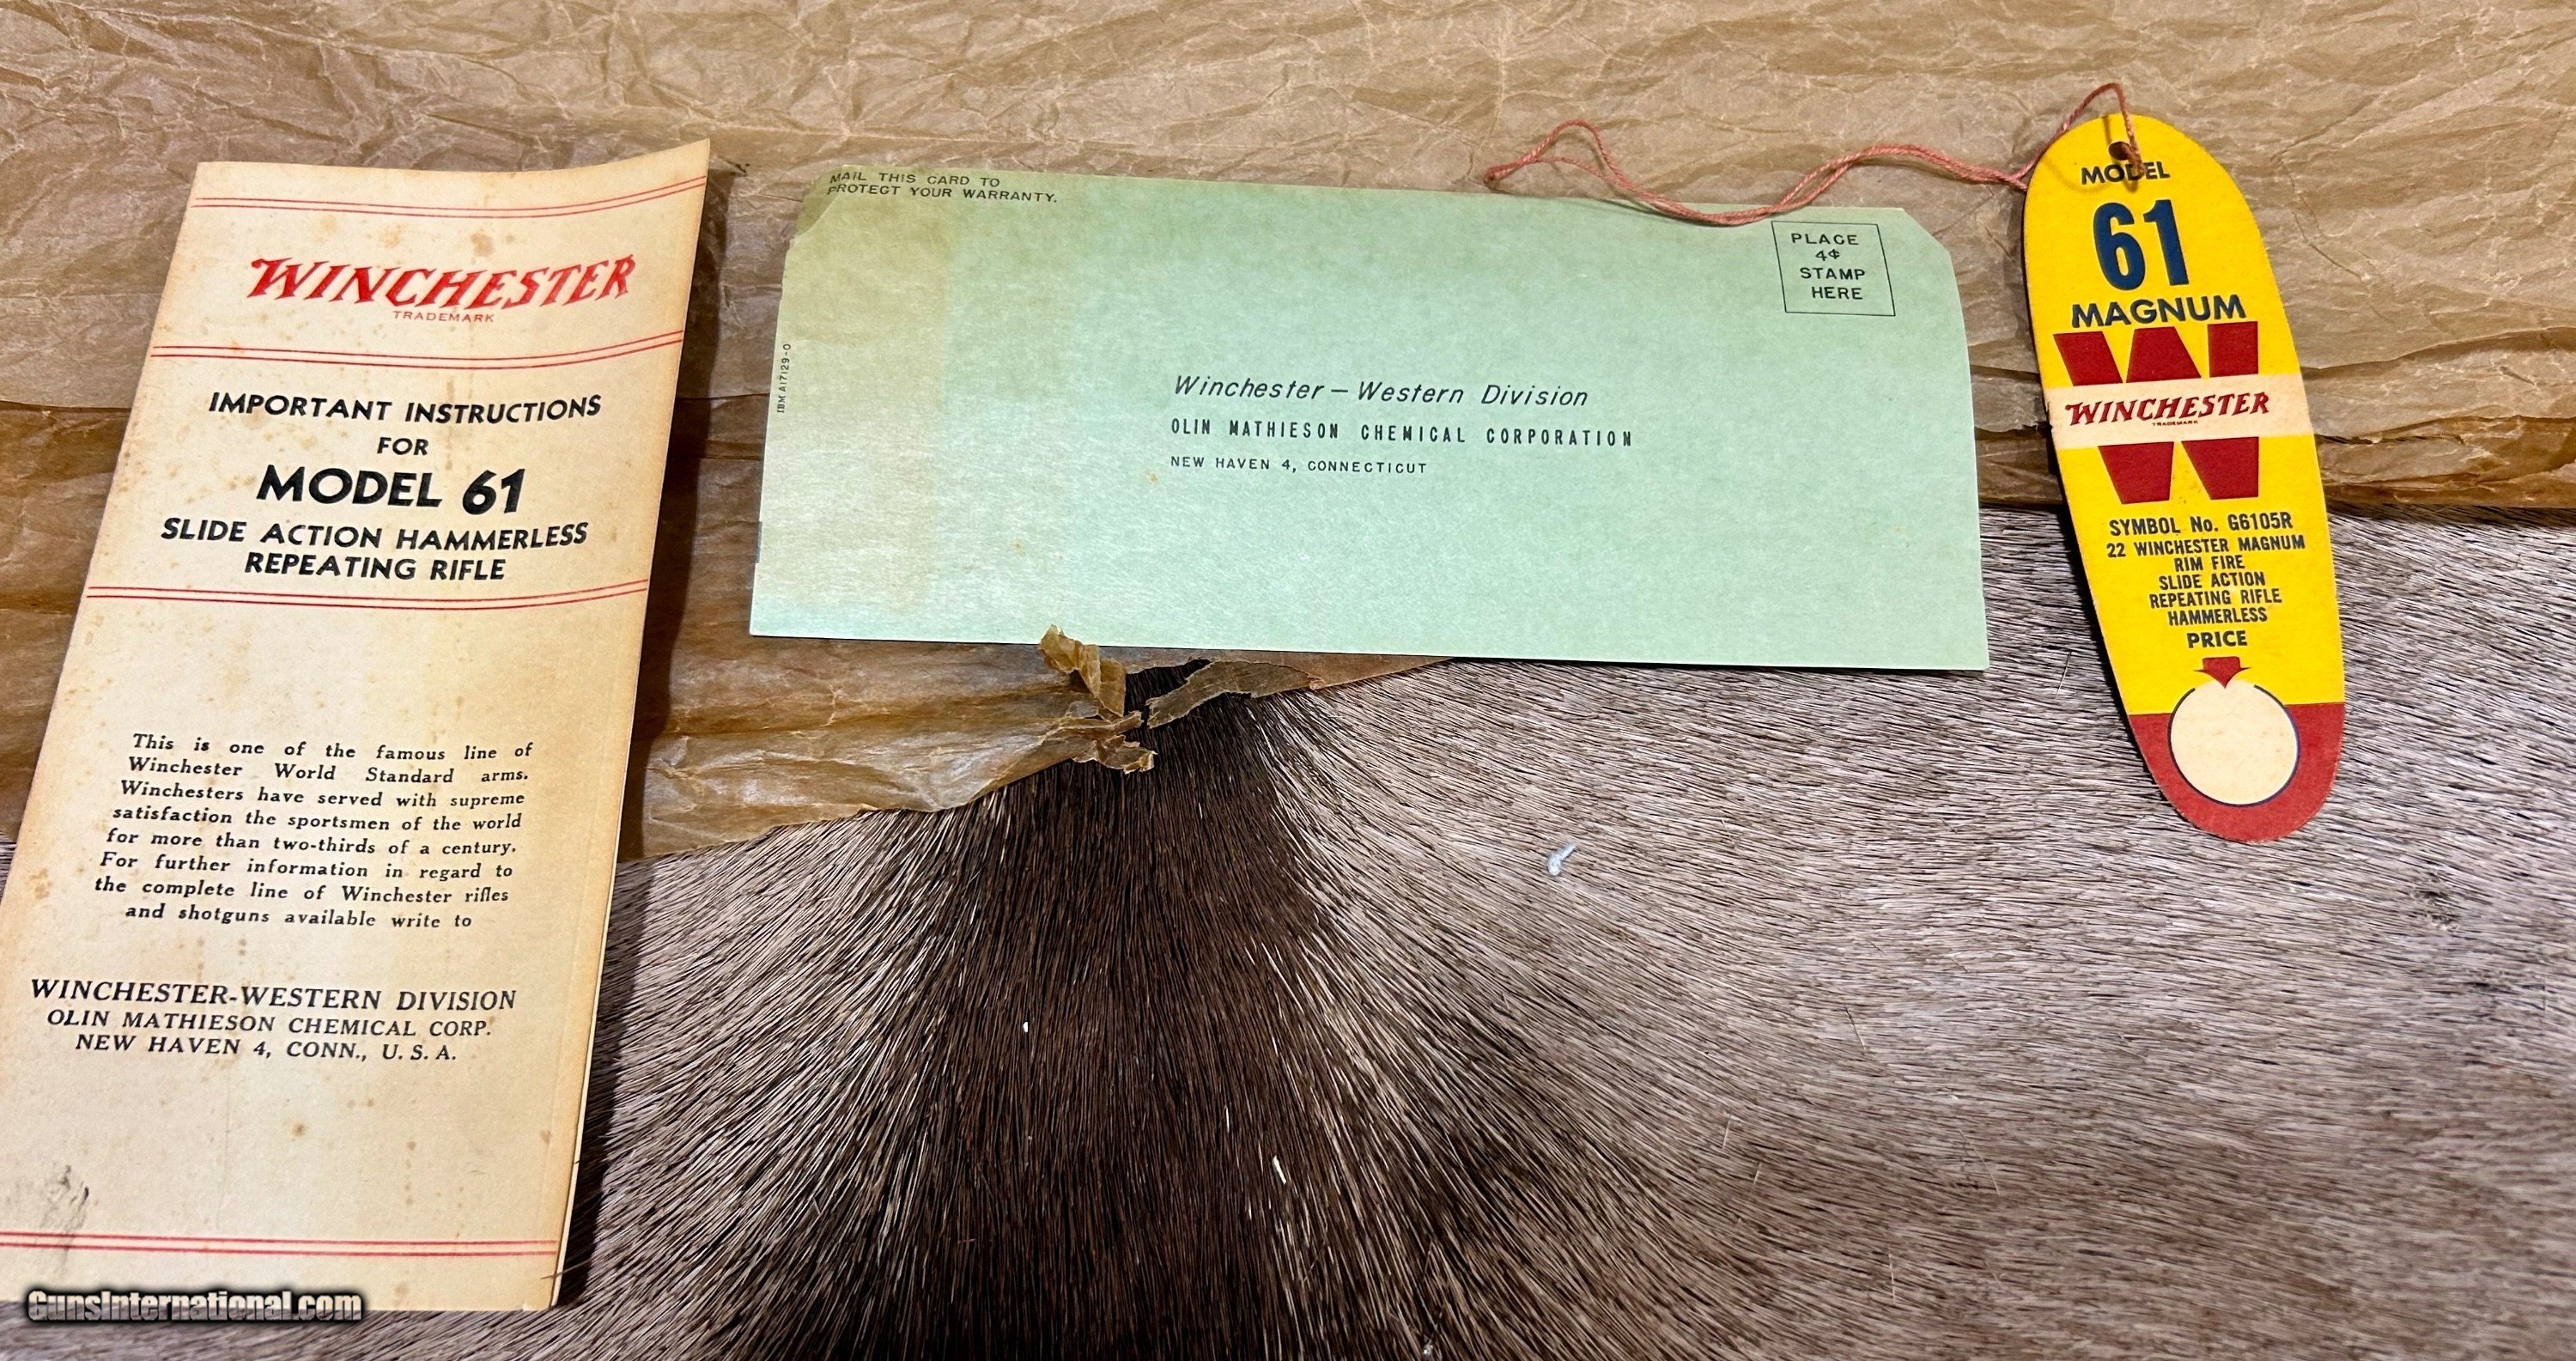 WINCHESTER
TRADEMARK
IMPORTANT INSTRUCTIONS
FOR
MODEL 61
SLIDE ACTION HAMMERLESS
REPEATING RIFLE
This is one of the famous line of
Winchester World Standard arms.
Winchesters have served with supreme
satisfaction the sportsmen of the world
for more than two-thirds of a century.
For further information in regard to
the complete line of Winchester rifles
and shotguns available write to
WINCHESTER-WESTERN DIVISION
OLIN MATHIESON CHEMICAL CORP.
NEW HAVEN 4, CONN., U. S. A.
MAIL THIS CARD TO
PROTECT YOUR WARRANTY.
PLACE
4¢
STAMP
HERE
IBM A17129-0
Winchester – Western Division
OLIN MATHIESON CHEMICAL CORPORATION
NEW HAVEN 4, CONNECTICUT
MODEL
61
MAGNUM
W
WINCHESTER
TRADEMARK
SYMBOL No. G6105R
22 WINCHESTER MAGNUM
RIM FIRE
SLIDE ACTION
REPEATING RIFLE
HAMMERLESS
PRICE
GunsInternational.com